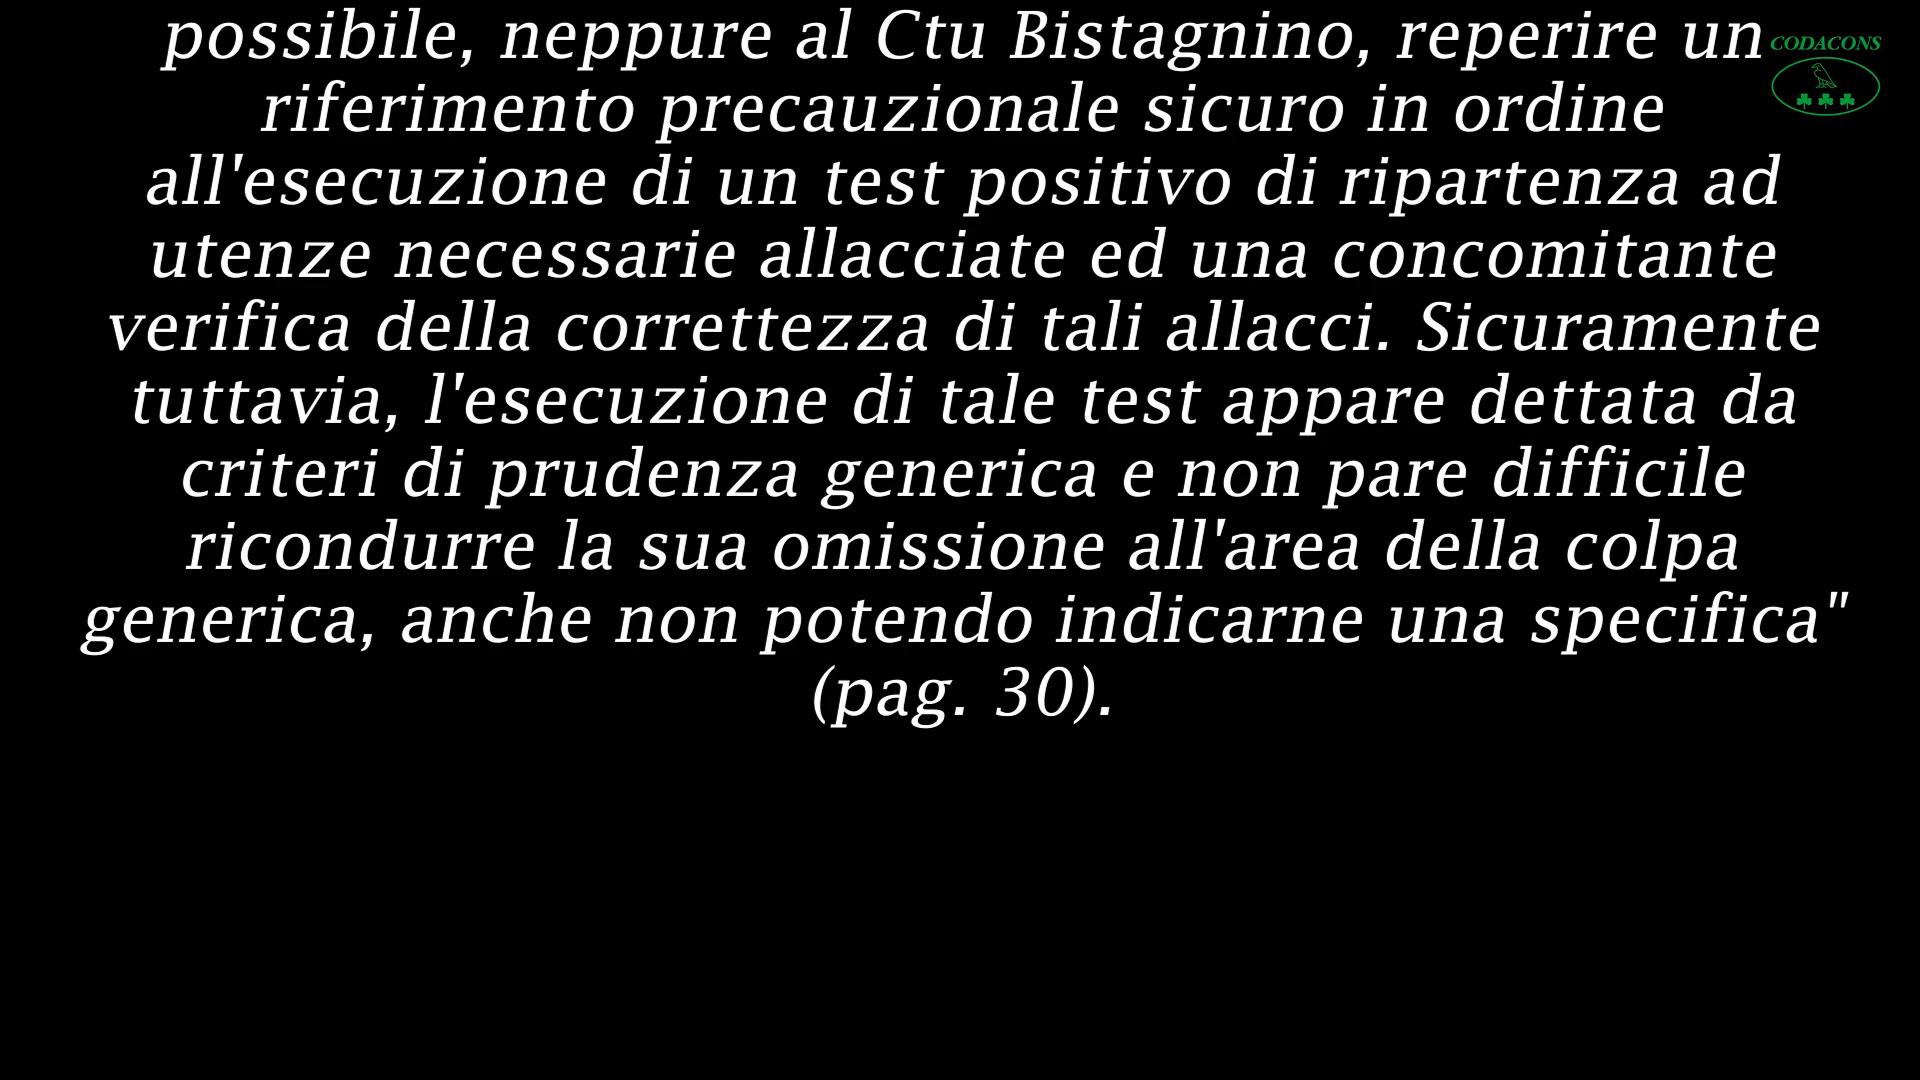 possibile, neppure al Ctu Bistagnino, reperire un
CODACONS
riferimento precauzionale sicuro in ordine
all'esecuzione di un test positivo di ripartenza ad
utenze necessarie allacciate ed una concomitante
verifica della correttezza di tali allacci. Sicuramente
tuttavia, l'esecuzione di tale test appare dettata da
criteri di prudenza generica e non pare difficile
ricondurre la sua omissione all'area della colpa
generica, anche non potendo indicarne una specifica"
(pag. 30).